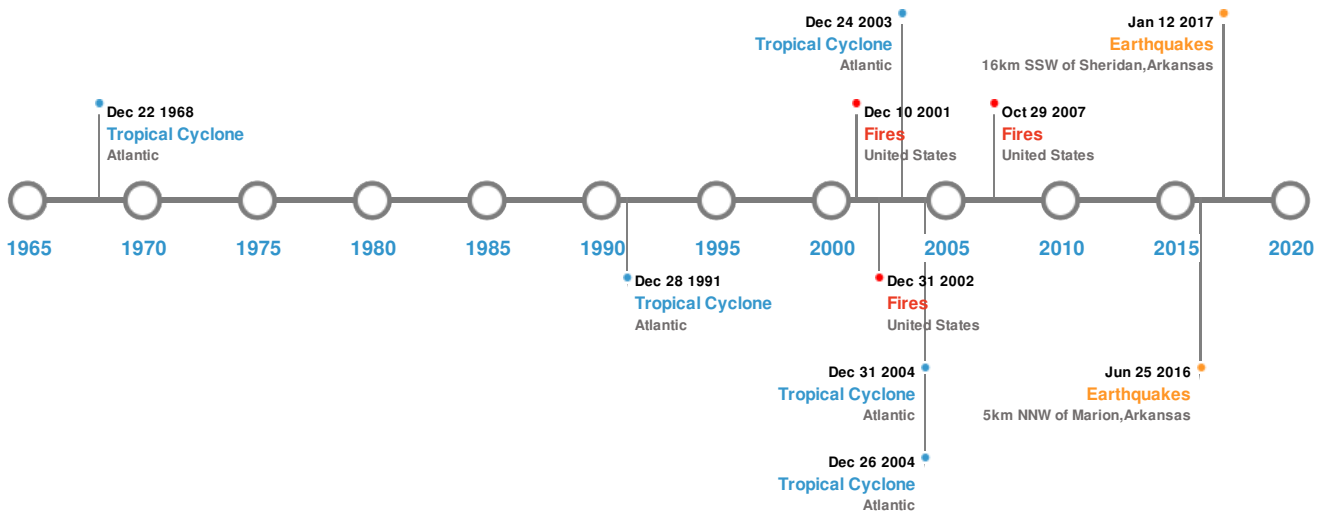 Dec 24 2003
Tropical Cyclone
Atlantic
Jan 12 2017
Earthquakes
16km SSW of Sheridan,Arkansas
Dec 22 1968
Tropical Cyclone
Atlantic
Dec 10 2001
Fires
United States
Oct 29 2007
Fires
United States
1965 1970 1975 1980 1985 1990 1995 2000 2005 2010 2015 2020
Dec 28 1991
Tropical Cyclone
Atlantic
Dec 31 2002
Fires
United States
Dec 31 2004
Tropical Cyclone
Atlantic
Jun 25 2016
Earthquakes
5km NNW of Marion,Arkansas
Dec 26 2004
Tropical Cyclone
Atlantic